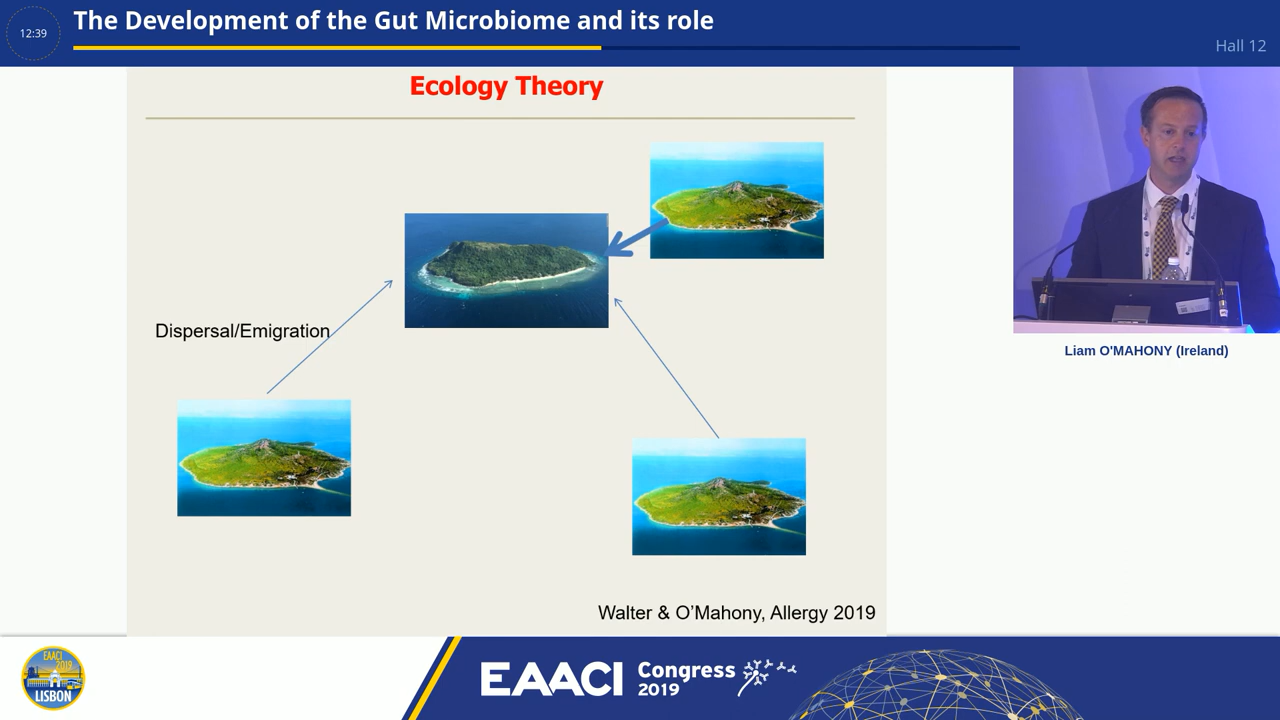 12:39
The Development of the Gut Microbiome and its role
Hall 12
Ecology Theory
Dispersal/Emigration
Walter & O’Mahony, Allergy 2019
Liam O'MAHONY (Ireland)
EAACI
2019
LISBON
EAACI Congress
2019